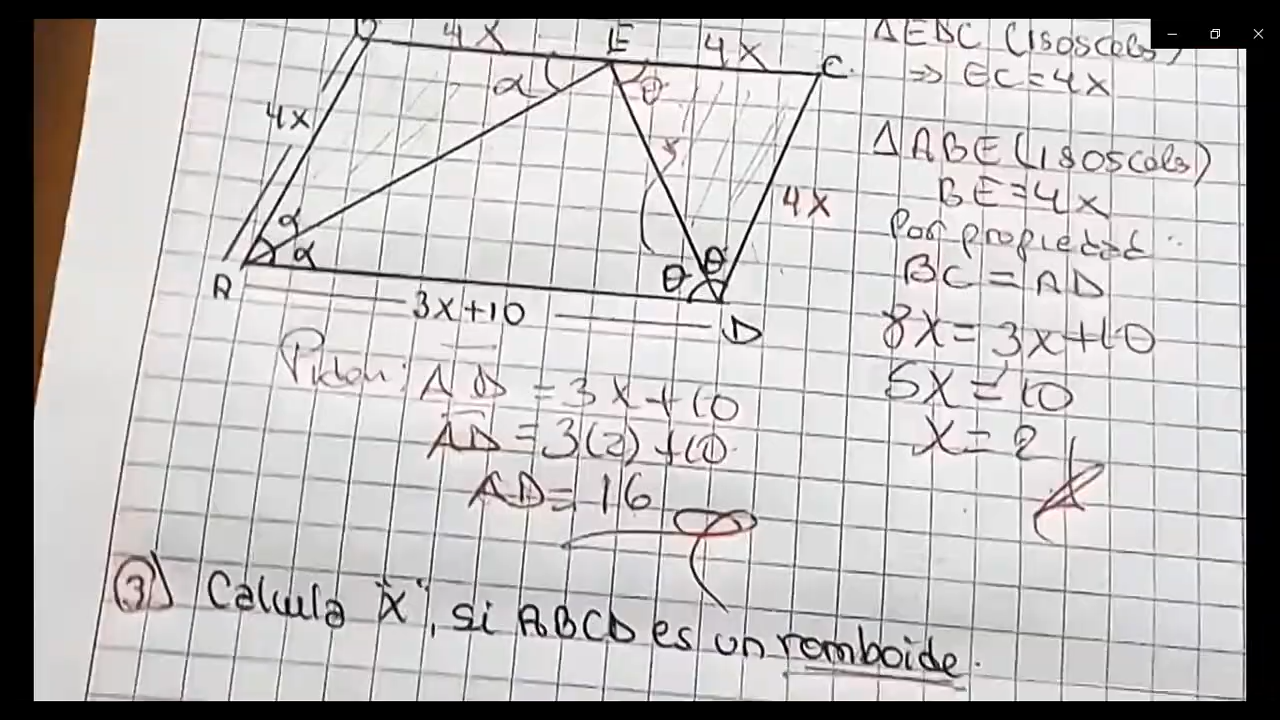 4x E 4x C.
α θ
4x
α
α
4x
θ θ
A 3x+10 D
Piden: AD = 3x+10
AD = 3(2)+10
AD = 16
ΔEDC (isosceles)
⇒ EC=4x
ΔABE (isosceles)
BE=4x
Por propiedad:
BC = AD
8x = 3x+10
5x = 10
x = 2
③ Calcula "x", si ABCD es un romboide.